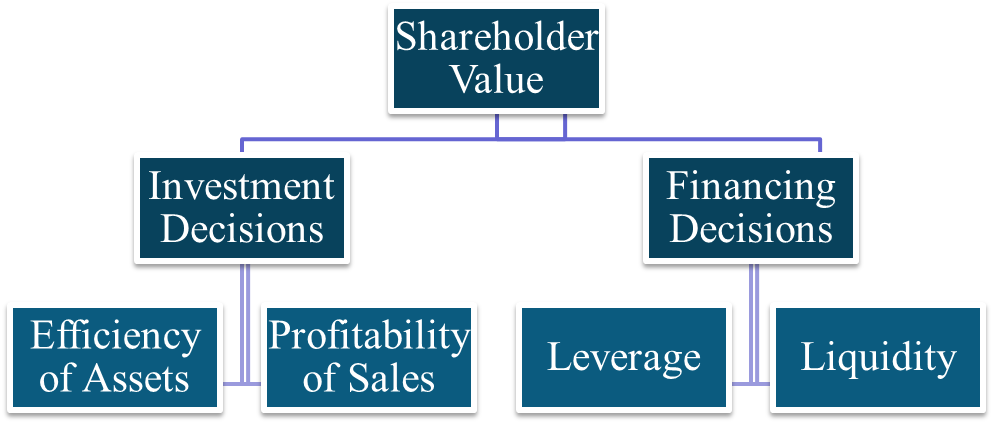 Shareholder
Value
Investment
Decisions
Financing
Decisions
Efficiency
of Assets
Profitability
of Sales
Leverage
Liquidity